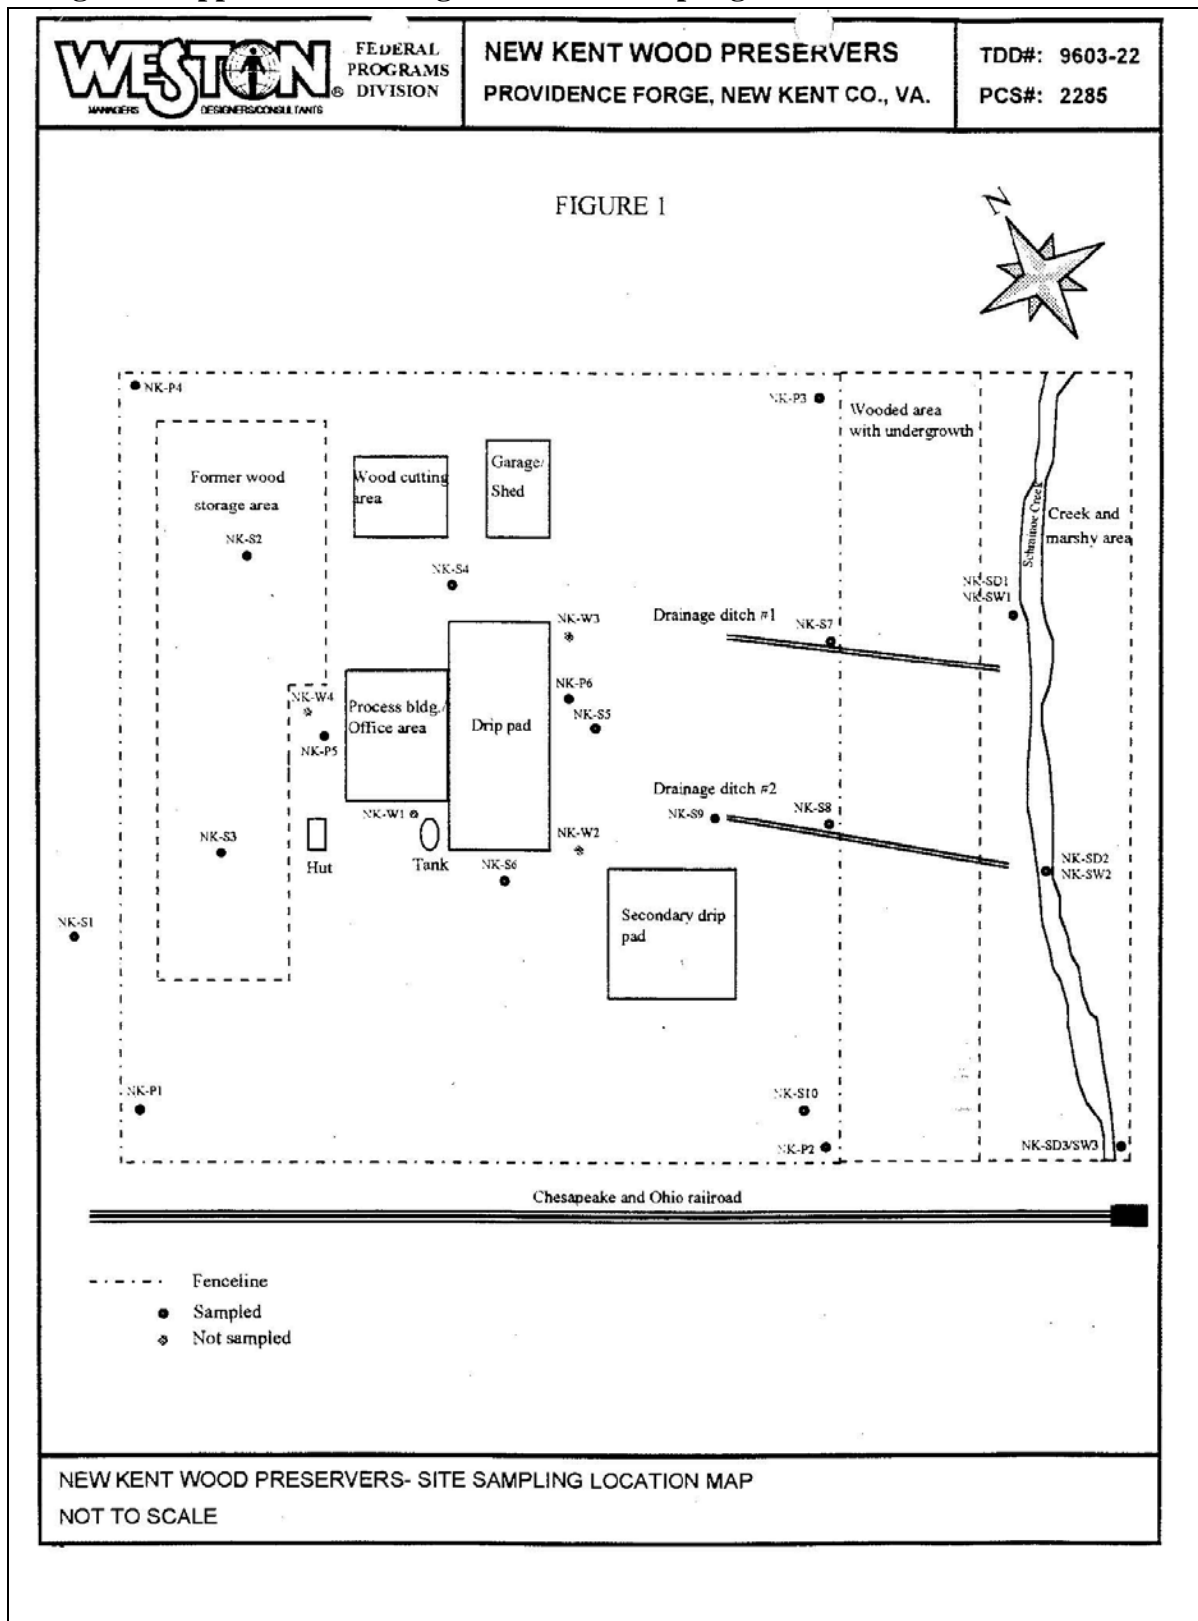 WESTON
®
MANAGERS DESIGNERS/CONSULTANTS
FEDERAL
PROGRAMS
DIVISION
NEW KENT WOOD PRESERVERS
PROVIDENCE FORGE, NEW KENT CO., VA.
TDD#: 9603-22
PCS#: 2285
FIGURE 1
N
NK-P4
NK-P3
Wooded area
with undergrowth
Former wood
storage area
Wood cutting
area
Garage/
Shed
Creek and
marshy area
NK-S2
NK-S4
NK-SD1
NK-SW1
NK-W3
Drainage ditch #1
NK-S7
NK-P6
NK-W4
Process bldg./
Office area
Drip pad
NK-S5
NK-P5
Drainage ditch #2
NK-W1
NK-S9
NK-S8
NK-S3
Hut
Tank
NK-S6
NK-W2
NK-SD2
NK-SW2
NK-S1
Secondary drip
pad
NK-P1
NK-S10
NK-P2
NK-SD3/SW3
Chesapeake and Ohio railroad
Fenceline
Sampled
Not sampled
NEW KENT WOOD PRESERVERS- SITE SAMPLING LOCATION MAP
NOT TO SCALE